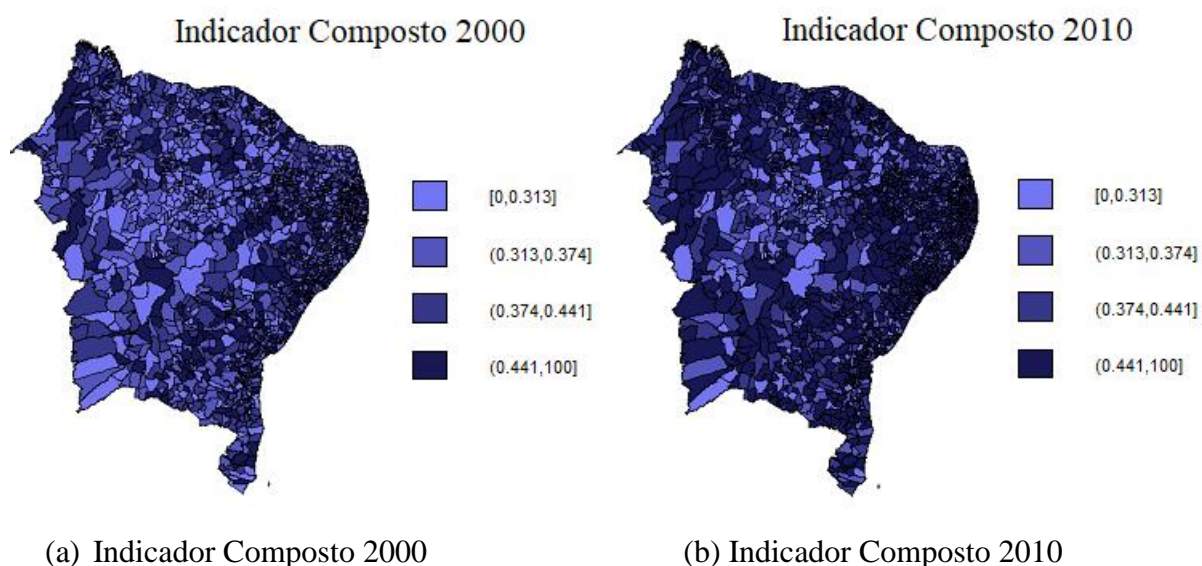 Indicador Composto 2000
[0,0.313]
(0.313,0.374]
(0.374,0.441]
(0.441,100]
(a) Indicador Composto 2000
Indicador Composto 2010
[0,0.313]
(0.313,0.374]
(0.374,0.441]
(0.441,100]
(b) Indicador Composto 2010